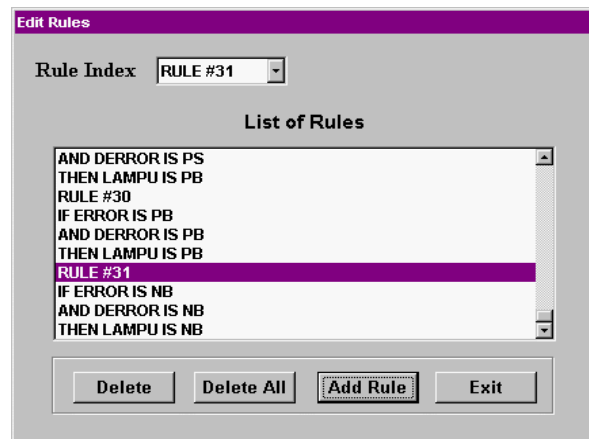 Edit Rules
Rule Index RULE #31
List of Rules
AND DERROR IS PS
THEN LAMPU IS PB
RULE #30
IF ERROR IS PB
AND DERROR IS PB
THEN LAMPU IS PB
RULE #31
IF ERROR IS NB
AND DERROR IS NB
THEN LAMPU IS NB
Delete Delete All Add Rule Exit